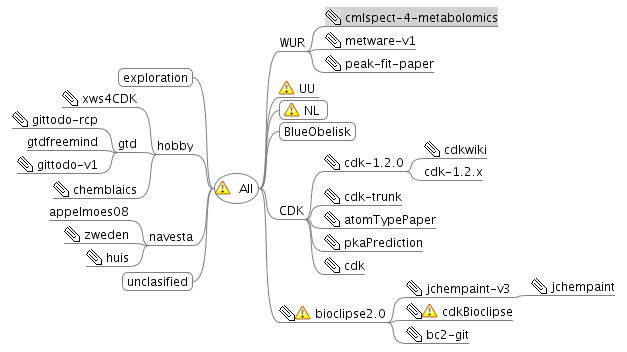 cmlspect-4-metabolomics
WUR
metware-v1
peak-fit-paper
exploration
UU
xws4CDK
NL
gittodo-rcp
BlueObelisk
gtdfreemind
gtd
hobby
gittodo-v1
cdk-1.2.0
cdkwiki
cdk-1.2.x
chemblaics
All
cdk-trunk
appelmoes08
CDK
atomTypePaper
zweden
navesta
pkaPrediction
huis
cdk
unclasified
jchempaint-v3
jchempaint
bioclipse2.0
cdkBioclipse
bc2-git